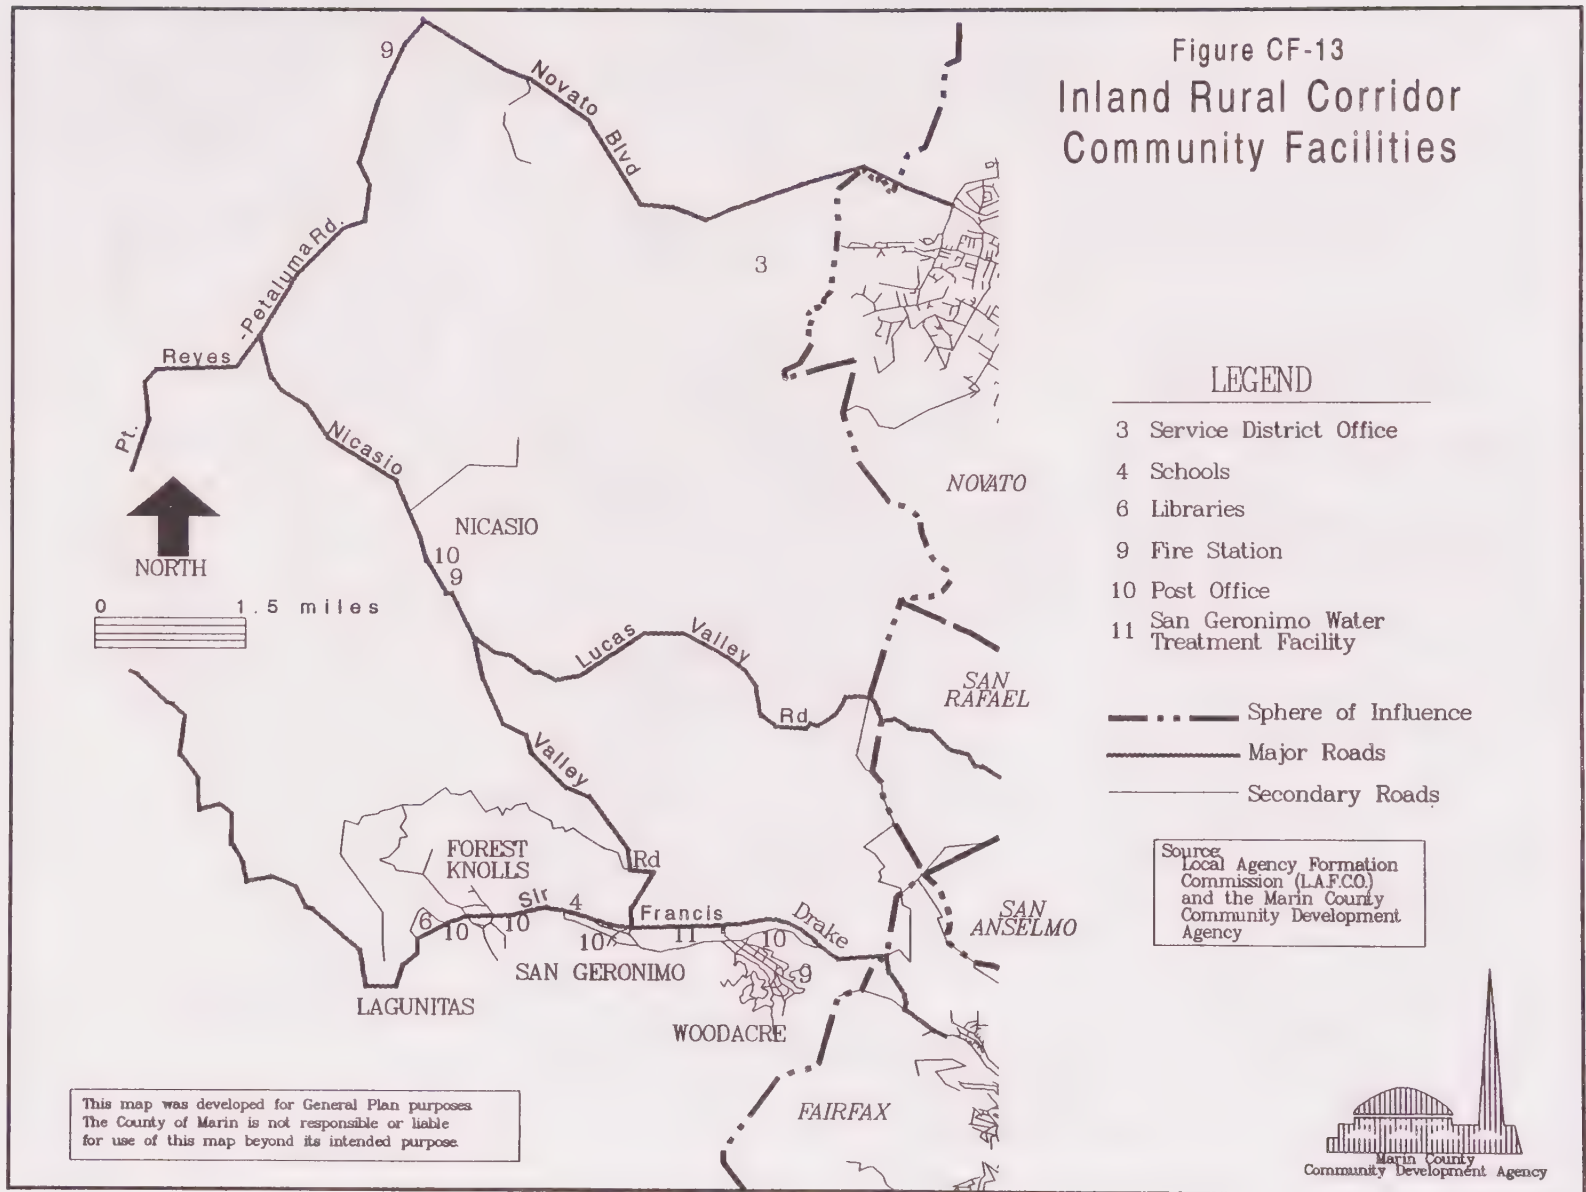 Figure CF-13
Inland Rural Corridor
Community Facilities
9
Novato Blvd
3
Pt. Reyes -Petaluma Rd.
Nicasio
NICASIO
10
9
NORTH
0 1.5 miles
Lucas Valley Rd
Valley Rd
NOVATO
SAN
RAFAEL
SAN
ANSELMO
FOREST
KNOLLS
Sir Francis Drake
6
10
10
4
10
11
10
9
SAN GERONIMO
LAGUNITAS
WOODACRE
FAIRFAX
LEGEND
3 Service District Office
4 Schools
6 Libraries
9 Fire Station
10 Post Office
11 San Geronimo Water
Treatment Facility
Sphere of Influence
Major Roads
Secondary Roads
Source
Local Agency Formation
Commission (L.A.F.C.O.)
and the Marin County
Community Development
Agency
This map was developed for General Plan purposes.
The County of Marin is not responsible or liable
for use of this map beyond its intended purpose.
Marin County
Community Development Agency